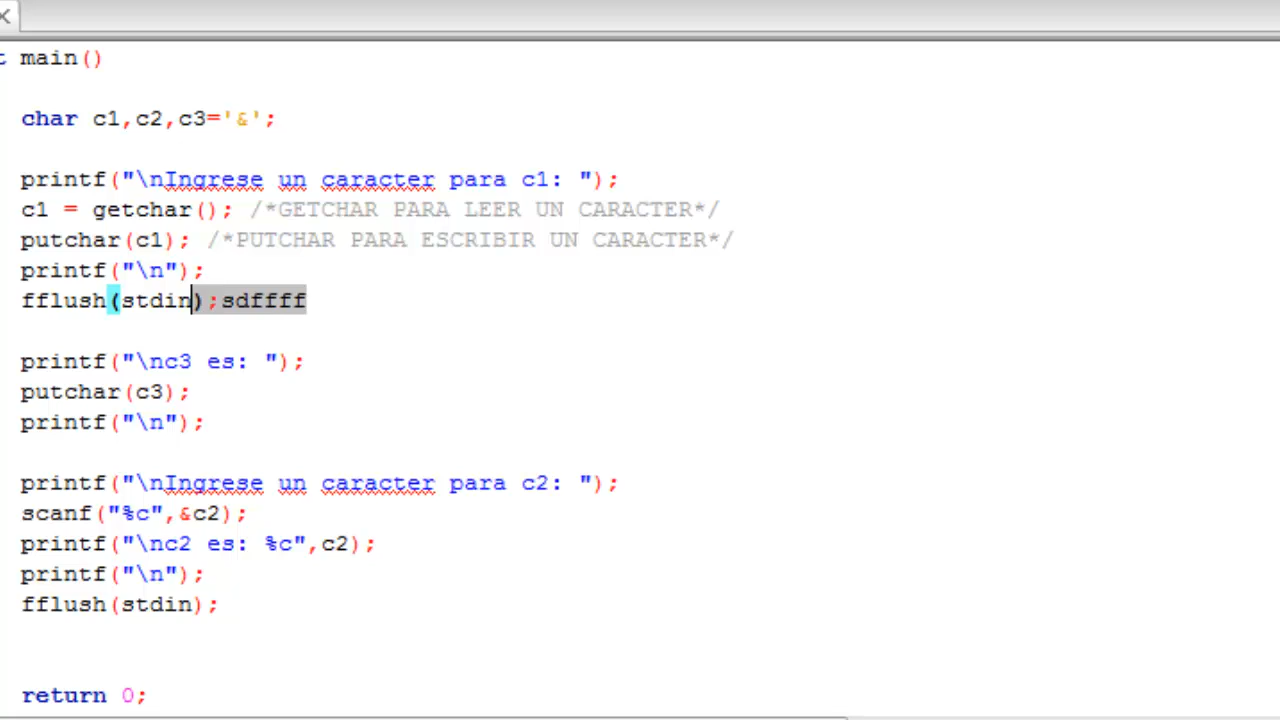 t main()
char c1,c2,c3='&';
printf("\nIngrese un caracter para c1: ");
c1 = getchar(); /*GETCHAR PARA LEER UN CARACTER*/
putchar(c1); /*PUTCHAR PARA ESCRIBIR UN CARACTER*/
printf("\n");
fflush(stdin);sdffff
printf("\nc3 es: ");
putchar(c3);
printf("\n");
printf("\nIngrese un caracter para c2: ");
scanf("%c",&c2);
printf("\nc2 es: %c",c2);
printf("\n");
fflush(stdin);
return 0;